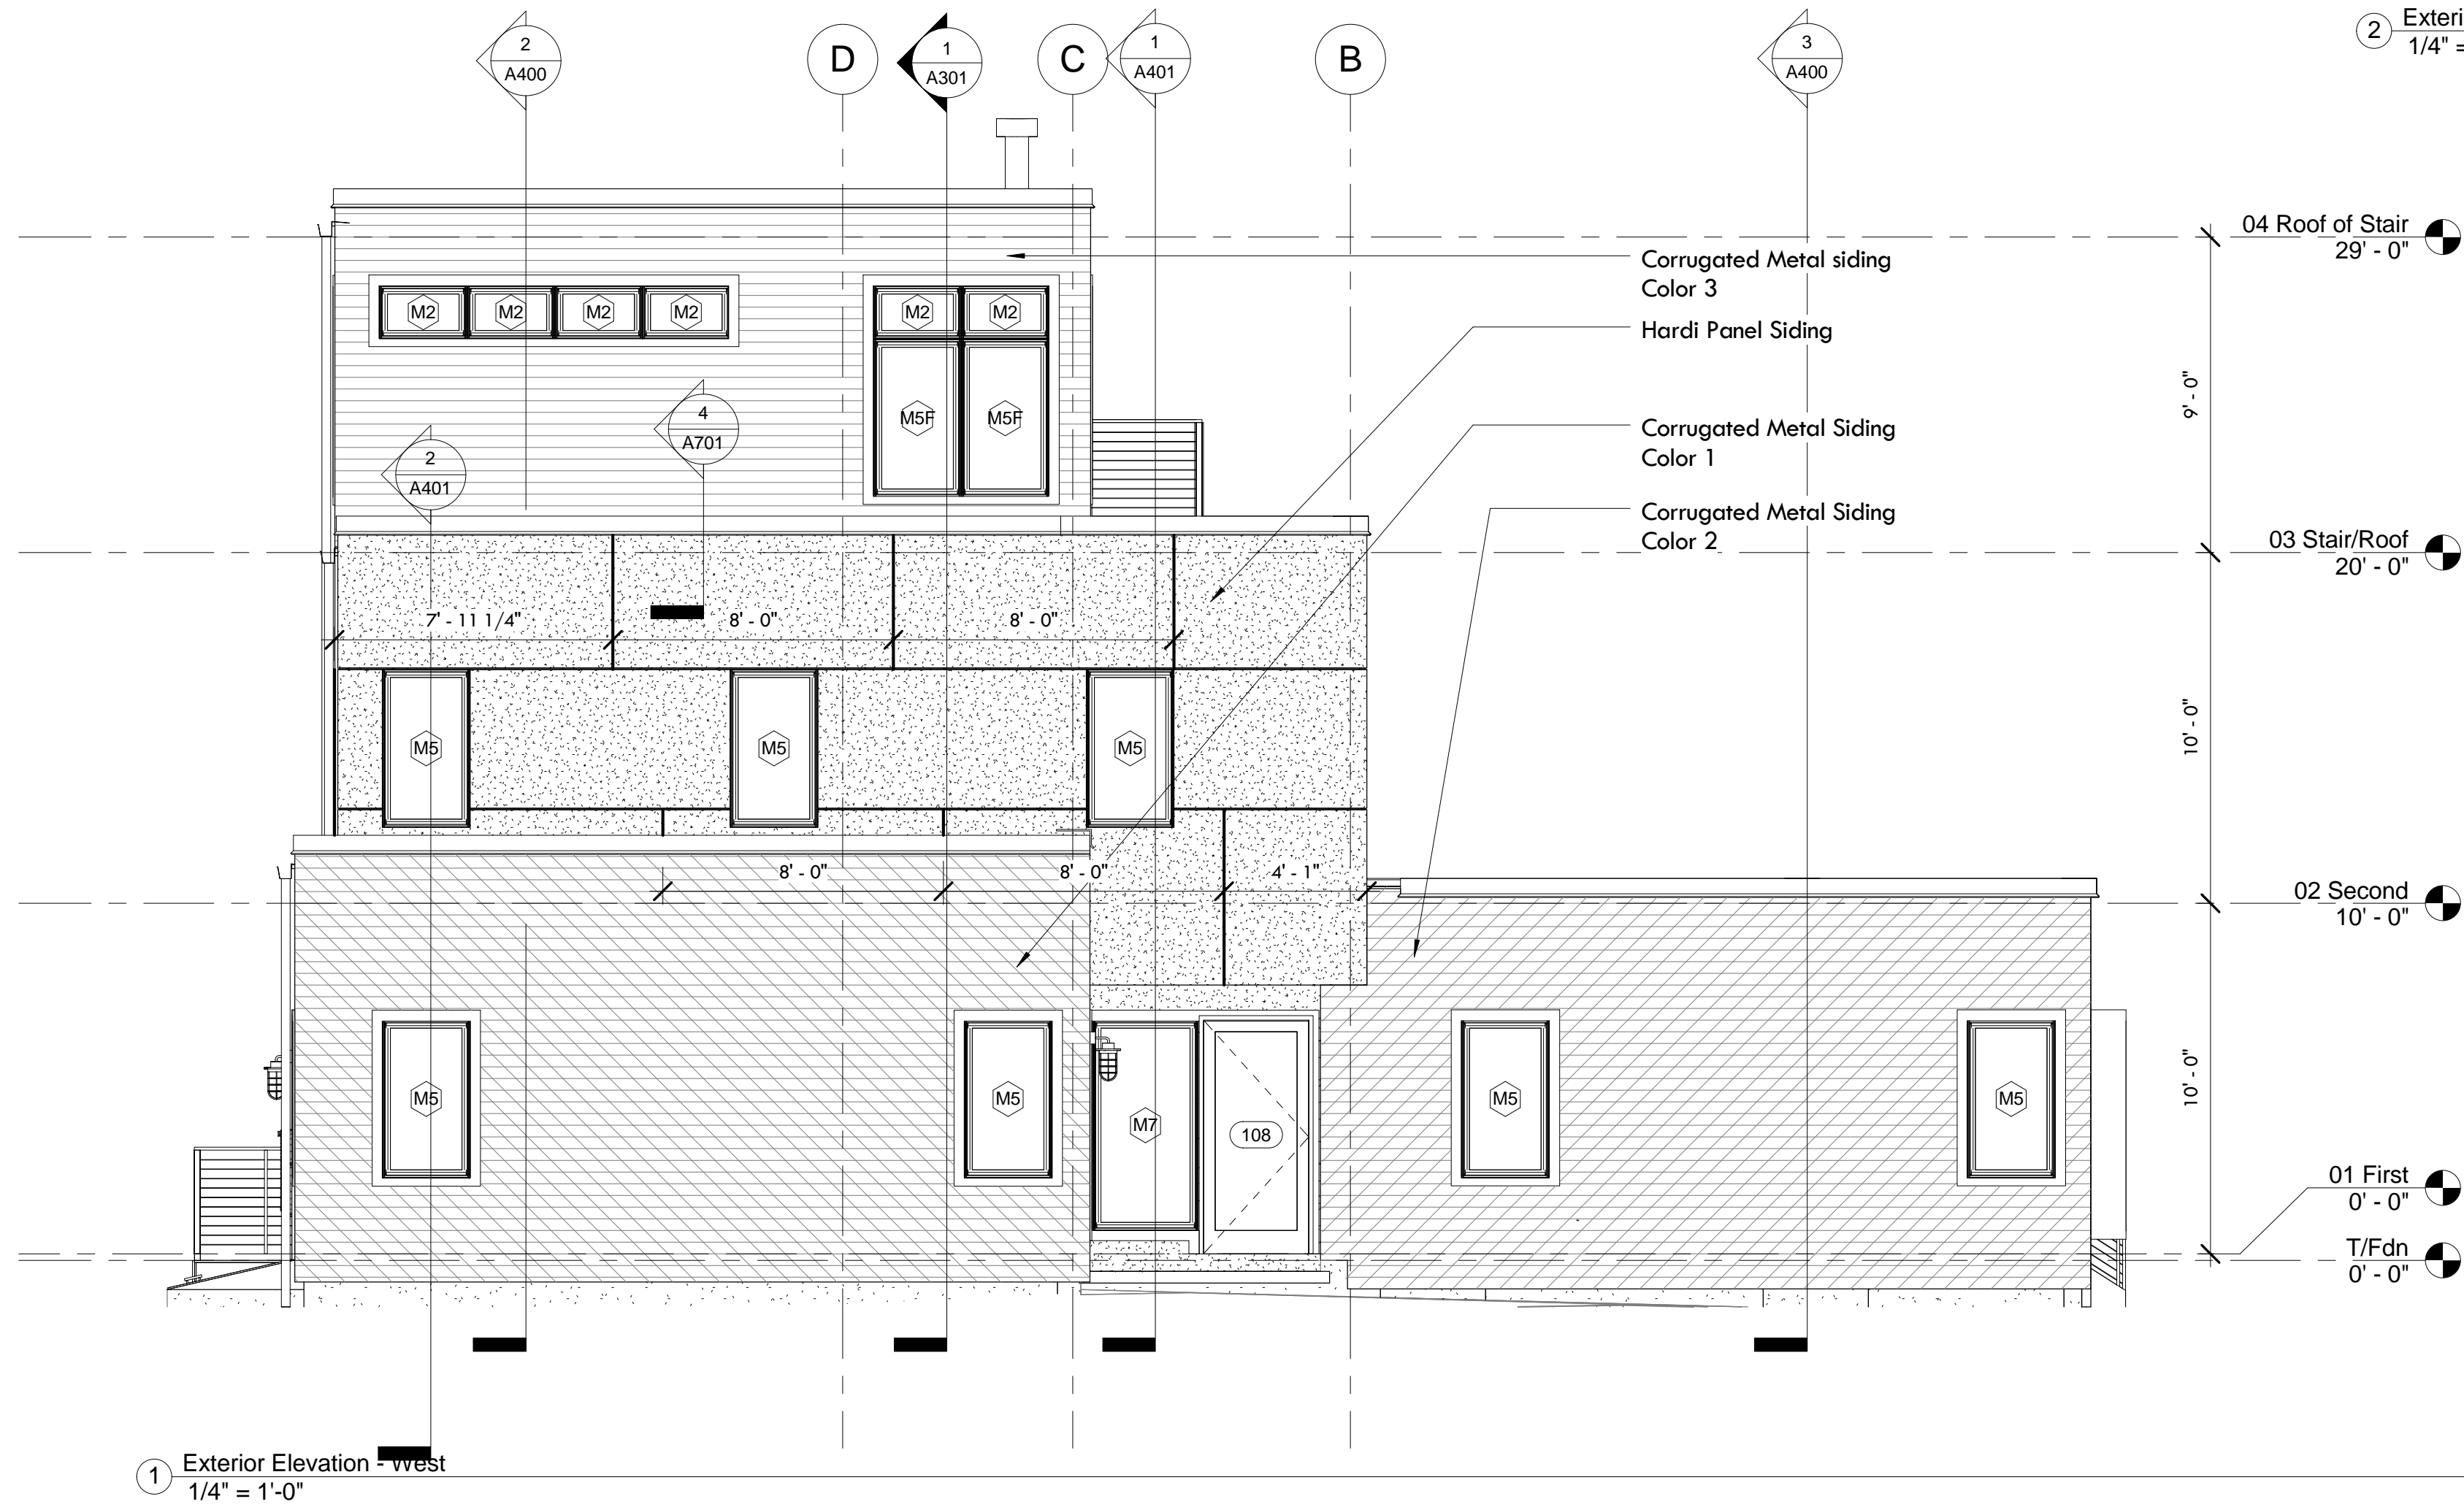 2
A400
D
1
A301
C
1
A401
B
3
A400
2
Exteri
1/4" =
04 Roof of Stair
29' - 0"
Corrugated Metal siding
Color 3
M2
M2
M2
M2
M2
M2
Hardi Panel Siding
9' - 0"
4
A701
M5F
M5F
Corrugated Metal Siding
Color 1
2
A401
Corrugated Metal Siding
Color 2
03 Stair/Roof
20' - 0"
7' - 11 1/4"
8' - 0"
8' - 0"
10' - 0"
M5
M5
M5
8' - 0"
8' - 0"
4' - 1"
02 Second
10' - 0"
10' - 0"
M5
M5
M7
108
M5
M5
01 First
0' - 0"
T/Fdn
0' - 0"
1
Exterior Elevation - West
1/4" = 1'-0"